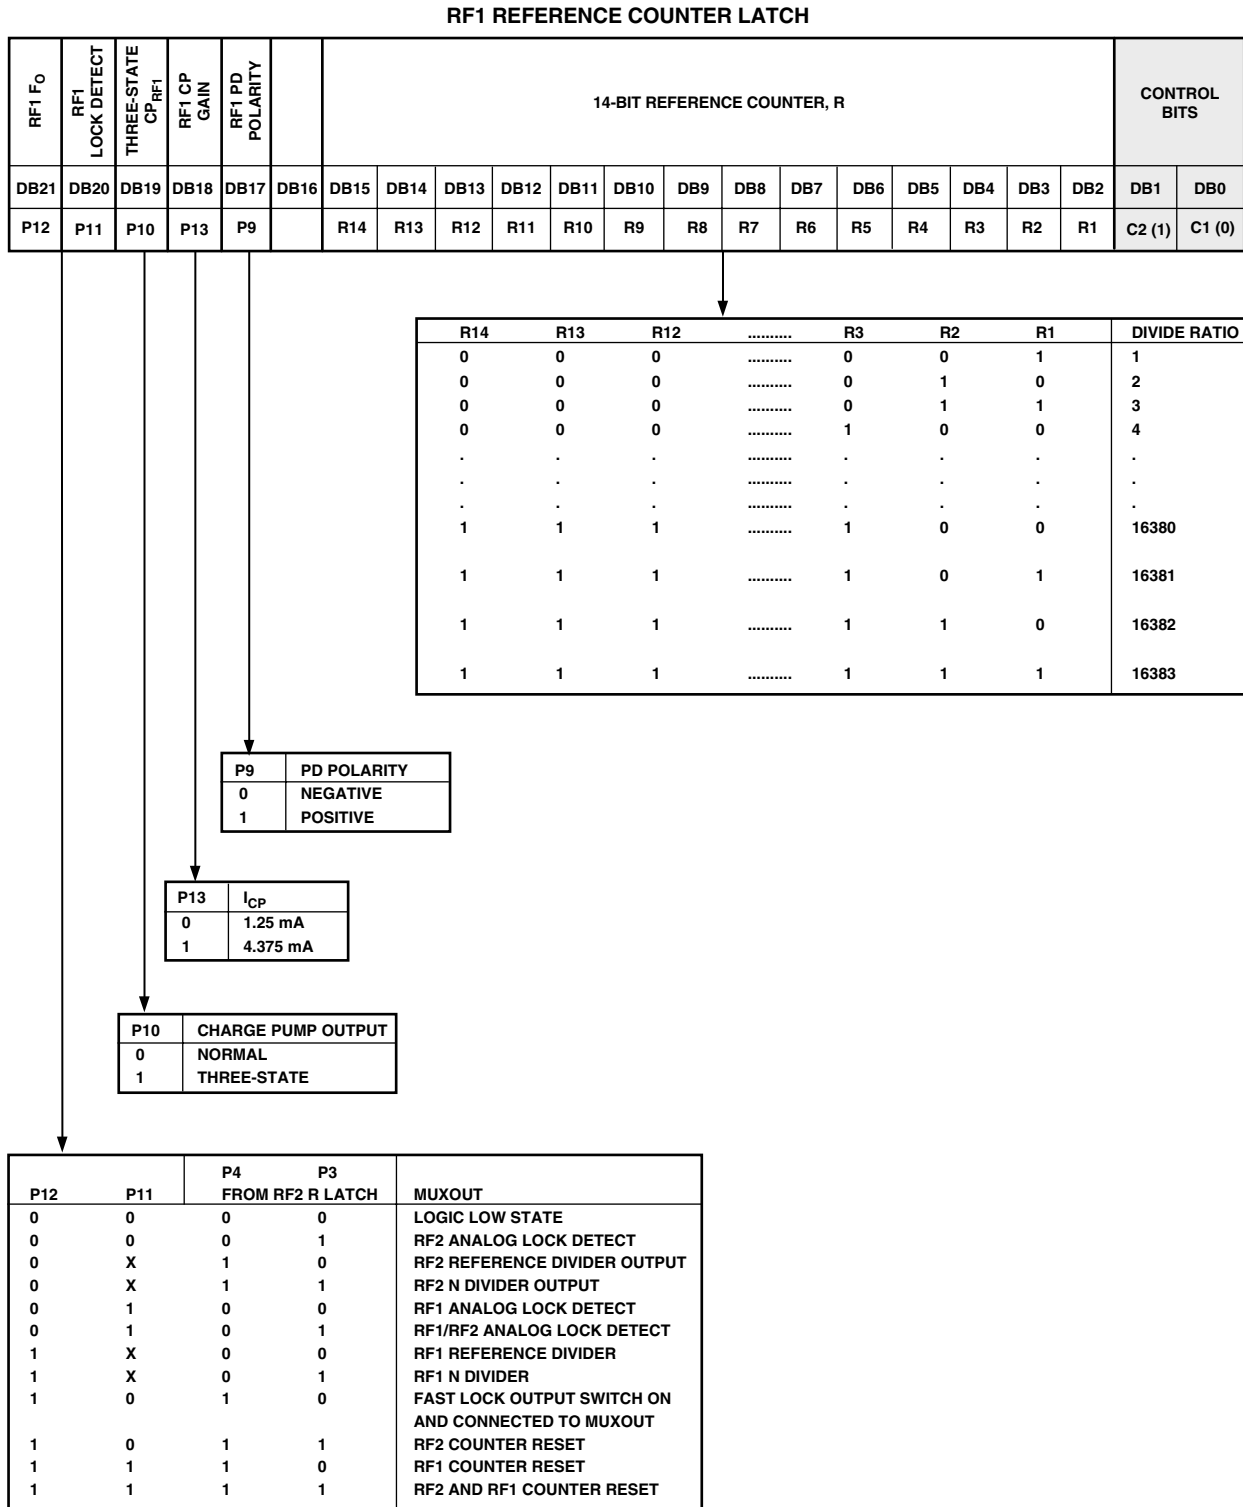 RF1 REFERENCE COUNTER LATCH
RF1 FO
RF1 LOCK DETECT
THREE-STATE CPRF1
RF1 CP GAIN
RF1 PD POLARITY
14-BIT REFERENCE COUNTER, R
CONTROL BITS
DB21 DB20 DB19 DB18 DB17 DB16 DB15 DB14 DB13 DB12 DB11 DB10 DB9 DB8 DB7 DB6 DB5 DB4 DB3 DB2 DB1 DB0
P12 P11 P10 P13 P9 R14 R13 R12 R11 R10 R9 R8 R7 R6 R5 R4 R3 R2 R1 C2 (1) C1 (0)
R14 R13 R12 .......... R3 R2 R1 DIVIDE RATIO
0 0 0 .......... 0 0 1 1
0 0 0 .......... 0 1 0 2
0 0 0 .......... 0 1 1 3
0 0 0 .......... 1 0 0 4
. . . .......... . . . .
. . . .......... . . . .
. . . .......... . . . .
1 1 1 .......... 1 0 0 16380
1 1 1 .......... 1 0 1 16381
1 1 1 .......... 1 1 0 16382
1 1 1 .......... 1 1 1 16383
P9 PD POLARITY
0 NEGATIVE
1 POSITIVE
P13 ICP
0 1.25 mA
1 4.375 mA
P10 CHARGE PUMP OUTPUT
0 NORMAL
1 THREE-STATE
P4 P3
P12 P11 FROM RF2 R LATCH MUXOUT
0 0 0 0 LOGIC LOW STATE
0 0 0 1 RF2 ANALOG LOCK DETECT
0 X 1 0 RF2 REFERENCE DIVIDER OUTPUT
0 X 1 1 RF2 N DIVIDER OUTPUT
0 1 0 0 RF1 ANALOG LOCK DETECT
0 1 0 1 RF1/RF2 ANALOG LOCK DETECT
1 X 0 0 RF1 REFERENCE DIVIDER
1 X 0 1 RF1 N DIVIDER
1 0 1 0 FAST LOCK OUTPUT SWITCH ON
AND CONNECTED TO MUXOUT
1 0 1 1 RF2 COUNTER RESET
1 1 1 0 RF1 COUNTER RESET
1 1 1 1 RF2 AND RF1 COUNTER RESET